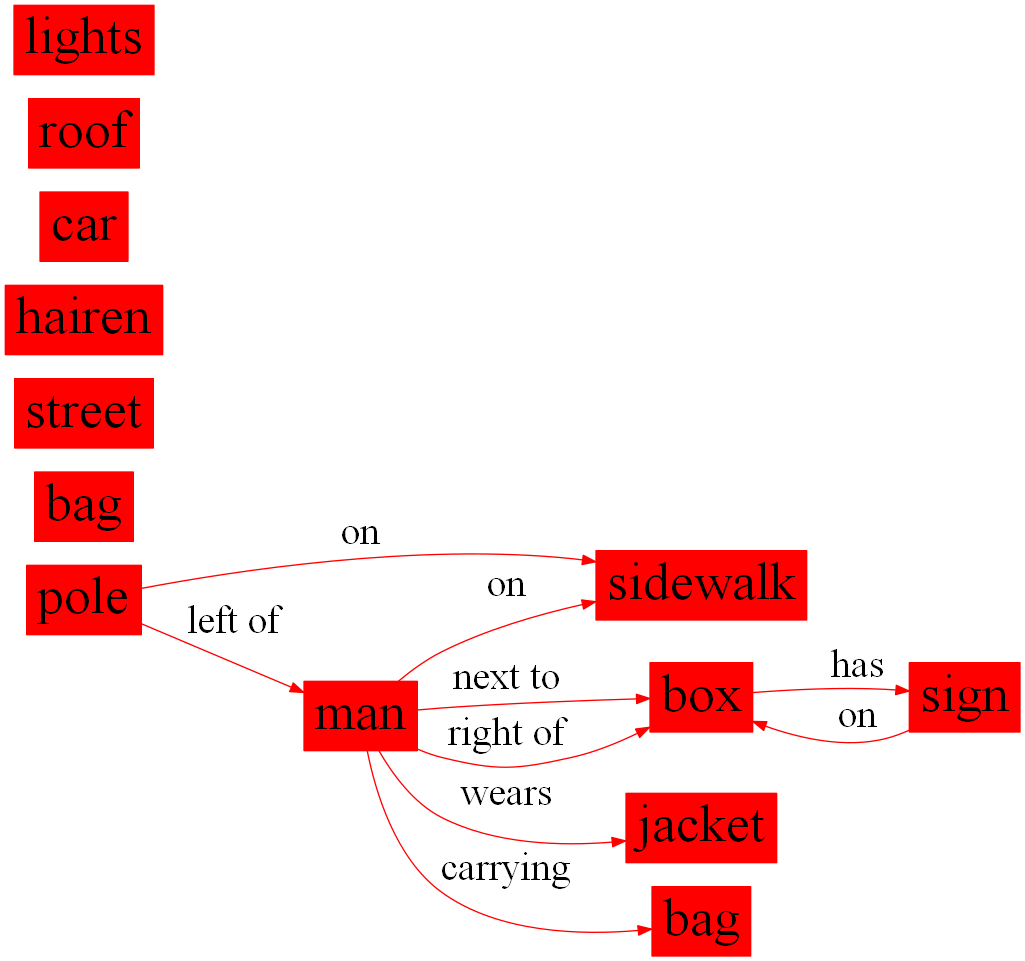 lights
roof
car
hairen
street
bag
on
pole
sidewalk
on
left of
has
next to
man
box
sign
on
right of
wears
jacket
carrying
bag